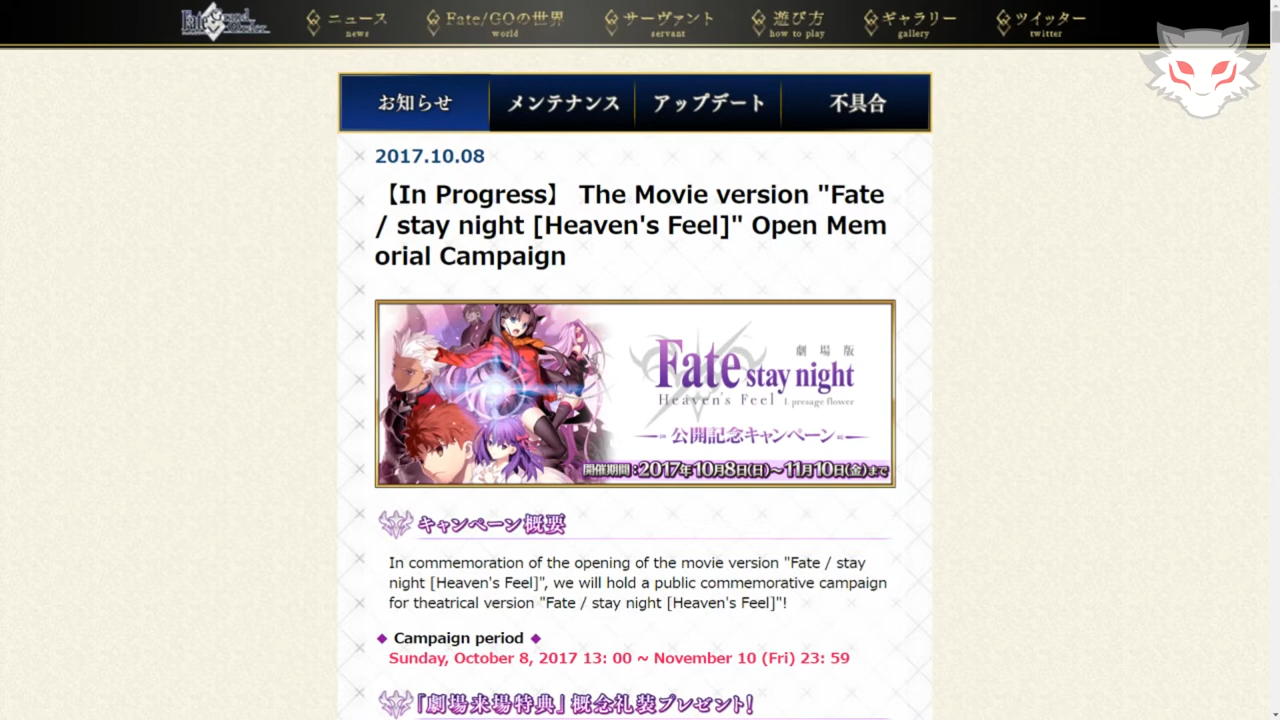 Fate Grand Order
ニュース
news
Fate/GOの世界
world
サーヴァント
servant
遊び方
how to play
ギャラリー
gallery
ツイッター
twitter
お知らせ
メンテナンス
アップデート
不具合
2017.10.08
【In Progress】 The Movie version "Fate
/ stay night [Heaven's Feel]" Open Mem
orial Campaign
劇場版
Fate stay night
Heaven's Feel I. presage flower
公開記念キャンペーン
開催期間:2017年10月8日(日)~11月10日(金)まで
キャンペーン概要
In commemoration of the opening of the movie version "Fate / stay
night [Heaven's Feel]", we will hold a public commemorative campaign
for theatrical version "Fate / stay night [Heaven's Feel]"!
◆ Campaign period ◆
Sunday, October 8, 2017 13: 00 ~ November 10 (Fri) 23: 59
「劇場来場特典」概念礼装プレゼント!